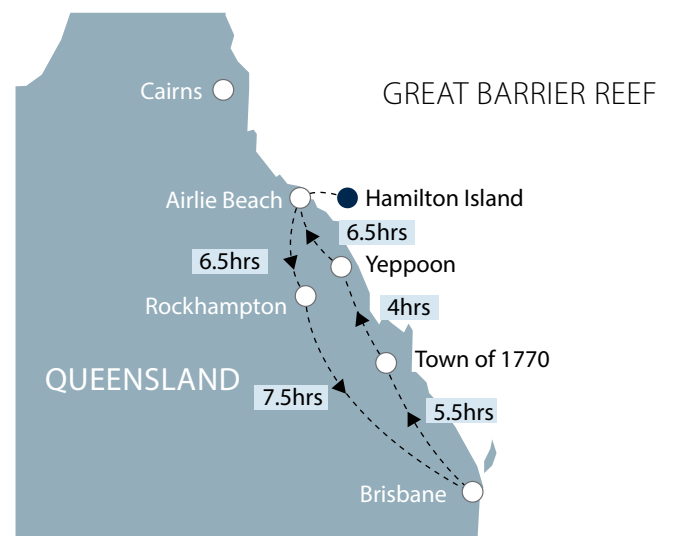 Cairns
GREAT BARRIER REEF
Airlie Beach
Hamilton Island
6.5hrs
6.5hrs
Yeppoon
Rockhampton
4hrs
Town of 1770
QUEENSLAND
7.5hrs
5.5hrs
Brisbane